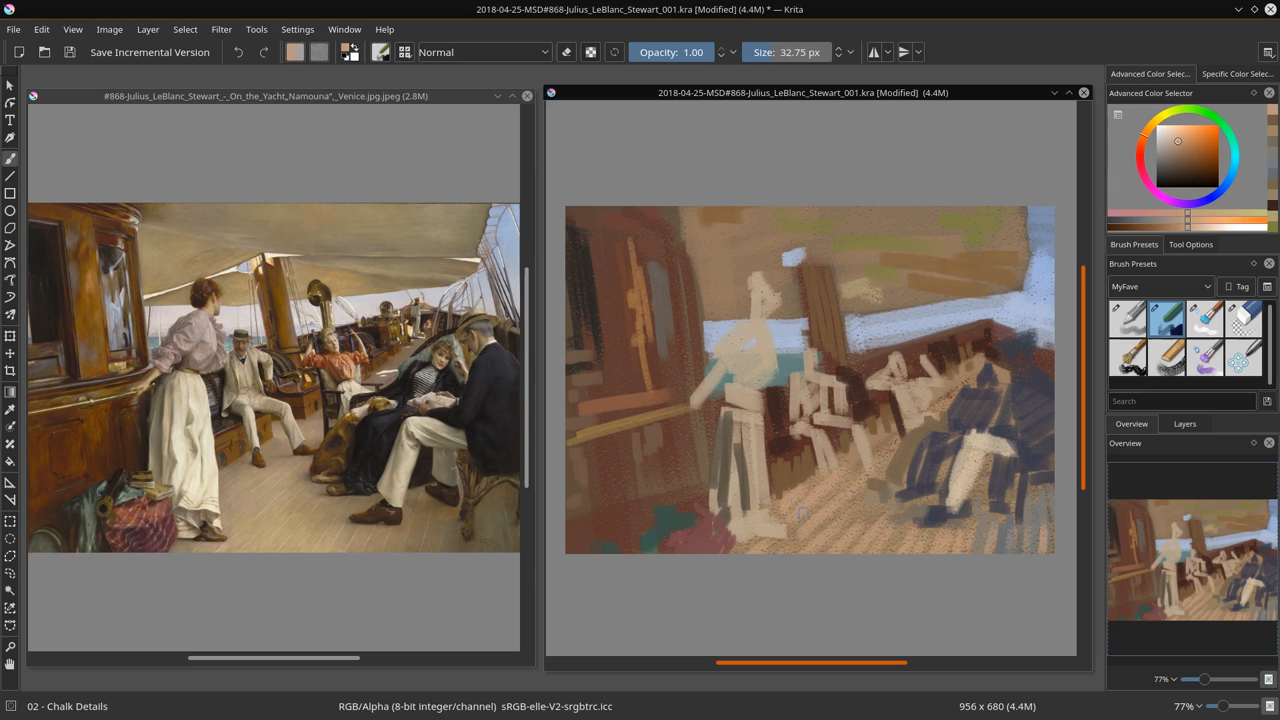 2018-04-25-MSD#868-Julius_LeBlanc_Stewart_001.kra [Modified] (4.4M) * — Krita
File Edit View Image Layer Select Filter Tools Settings Window Help
Save Incremental Version Normal Opacity: 1.00 Size: 32.75 px
Advanced Color Selec... Specific Color Selec...
#868-Julius_LeBlanc_Stewart_-_On_the_Yacht_Namouna",_Venice.jpg.jpeg (2.8M)
2018-04-25-MSD#868-Julius_LeBlanc_Stewart_001.kra [Modified] (4.4M)
Advanced Color Selector
Brush Presets Tool Options
Brush Presets
MyFave Tag
Search
Overview Layers
Overview
77%
02 - Chalk Details RGB/Alpha (8-bit integer/channel) sRGB-elle-V2-srgbtrc.icc 956 x 680 (4.4M) 77%